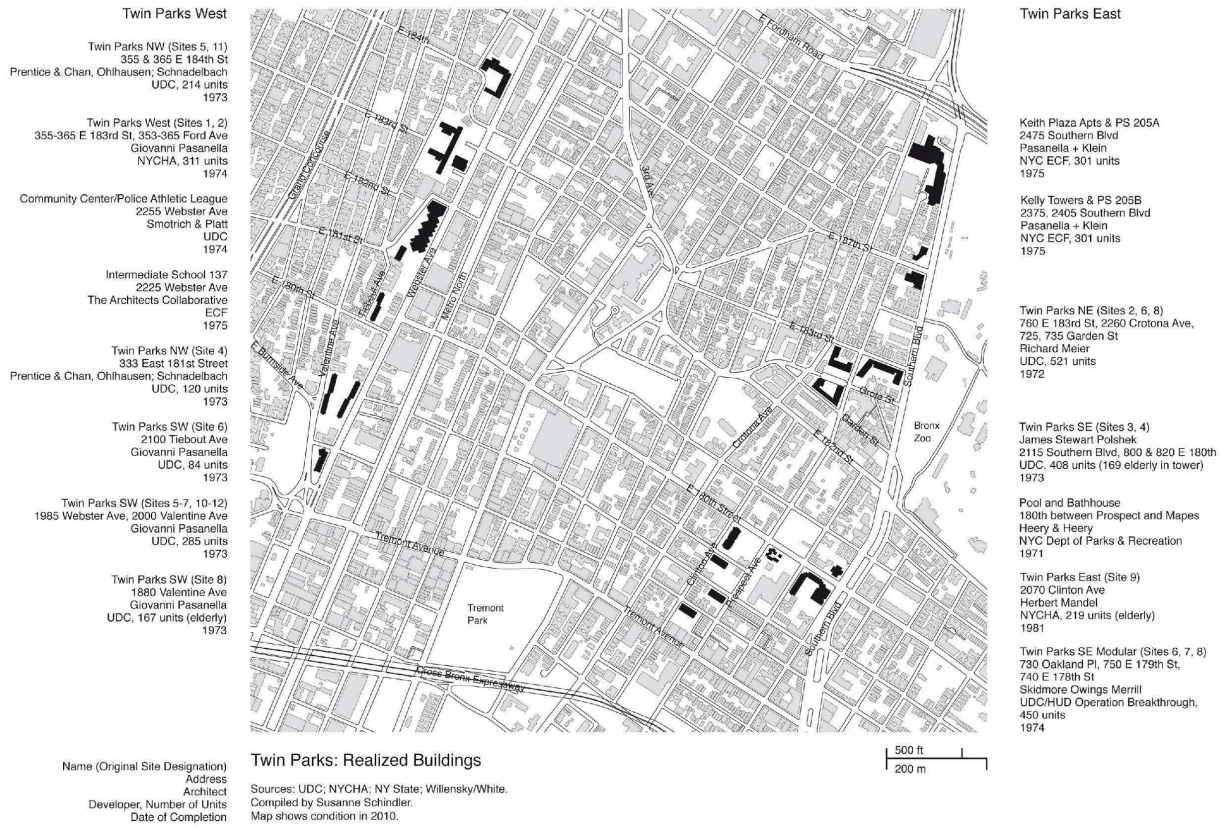 Twin Parks West
Twin Parks NW (Sites 5, 11)
355 & 365 E 184th St
Prentice & Chan, Ohlhausen; Schnadelbach
UDC, 214 units
1973
Twin Parks West (Sites 1, 2)
355-365 E 183rd St, 353-365 Ford Ave
Giovanni Pasanella
NYCHA, 311 units
1974
Community Center/Police Athletic League
2255 Webster Ave
Smotrich & Platt
UDC
1974
Intermediate School 137
2225 Webster Ave
The Architects Collaborative
ECF
1975
Twin Parks NW (Site 4)
333 East 181st Street
Prentice & Chan, Ohlhausen; Schnadelbach
UDC, 120 units
1973
Twin Parks SW (Site 6)
2100 Tiebout Ave
Giovanni Pasanella
UDC, 84 units
1973
Twin Parks SW (Sites 5-7, 10-12)
1985 Webster Ave, 2000 Valentine Ave
Giovanni Pasanella
UDC, 285 units
1973
Twin Parks SW (Site 8)
1880 Valentine Ave
Giovanni Pasanella
UDC, 167 units (elderly)
1973
E 184th
E Fordham Road
E 183rd St
Grand Concourse
E 182nd St
3rd Ave
E 181st St
E 187th St
Webster Ave
Metro North
Tiebout Ave
E 180th St
Valentine Ave
E Burnside Ave
E 183rd St
Southern Blvd
Grote St
Garden St
Crotona Ave
E 182nd St
Bronx
Zoo
E 180th Street
Tremont Avenue
Clinton Ave
Prospect Ave
Tremont
Park
Tremont Avenue
Southern Blvd
Cross Bronx Expressway
Twin Parks East
Keith Plaza Apts & PS 205A
2475 Southern Blvd
Pasanella + Klein
NYC ECF, 301 units
1975
Kelly Towers & PS 205B
2375, 2405 Southern Blvd
Pasanella + Klein
NYC ECF, 301 units
1975
Twin Parks NE (Sites 2, 6, 8)
760 E 183rd St, 2260 Crotona Ave,
725, 735 Garden St
Richard Meier
UDC, 521 units
1972
Twin Parks SE (Sites 3, 4)
James Stewart Polshek
2115 Southern Blvd, 800 & 820 E 180th
UDC, 408 units (169 elderly in tower)
1973
Pool and Bathhouse
180th between Prospect and Mapes
Heery & Heery
NYC Dept of Parks & Recreation
1971
Twin Parks East (Site 9)
2070 Clinton Ave
Herbert Mandel
NYCHA, 219 units (elderly)
1981
Twin Parks SE Modular (Sites 6, 7, 8)
730 Oakland Pl, 750 E 179th St,
740 E 178th St
Skidmore Owings Merrill
UDC/HUD Operation Breakthrough,
450 units
1974
500 ft
200 m
Name (Original Site Designation)
Address
Architect
Developer, Number of Units
Date of Completion
Twin Parks: Realized Buildings
Sources: UDC; NYCHA; NY State; Willensky/White.
Compiled by Susanne Schindler.
Map shows condition in 2010.